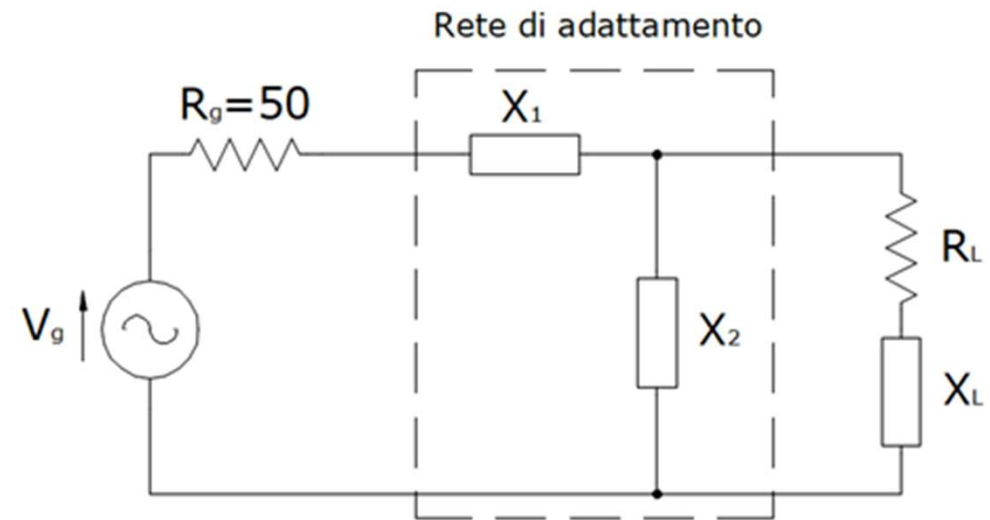 Rete di adattamento
Rg=50
X1
Vg
X2
RL
XL